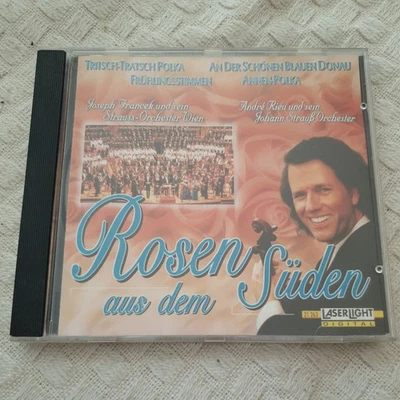 TRITSCH-TRATSCH POLKA
AN DER SCHÖNEN BLAUEN DONAU
FRÜHLINGSSTIMMEN
ANNEN-POLKA
Joseph Francek und sein
Strauss-Orchester Wien
André Rieu und sein
Johann Strauß Orchester
Rosen
aus dem
Süden
LASERLIGHT
DIGITAL